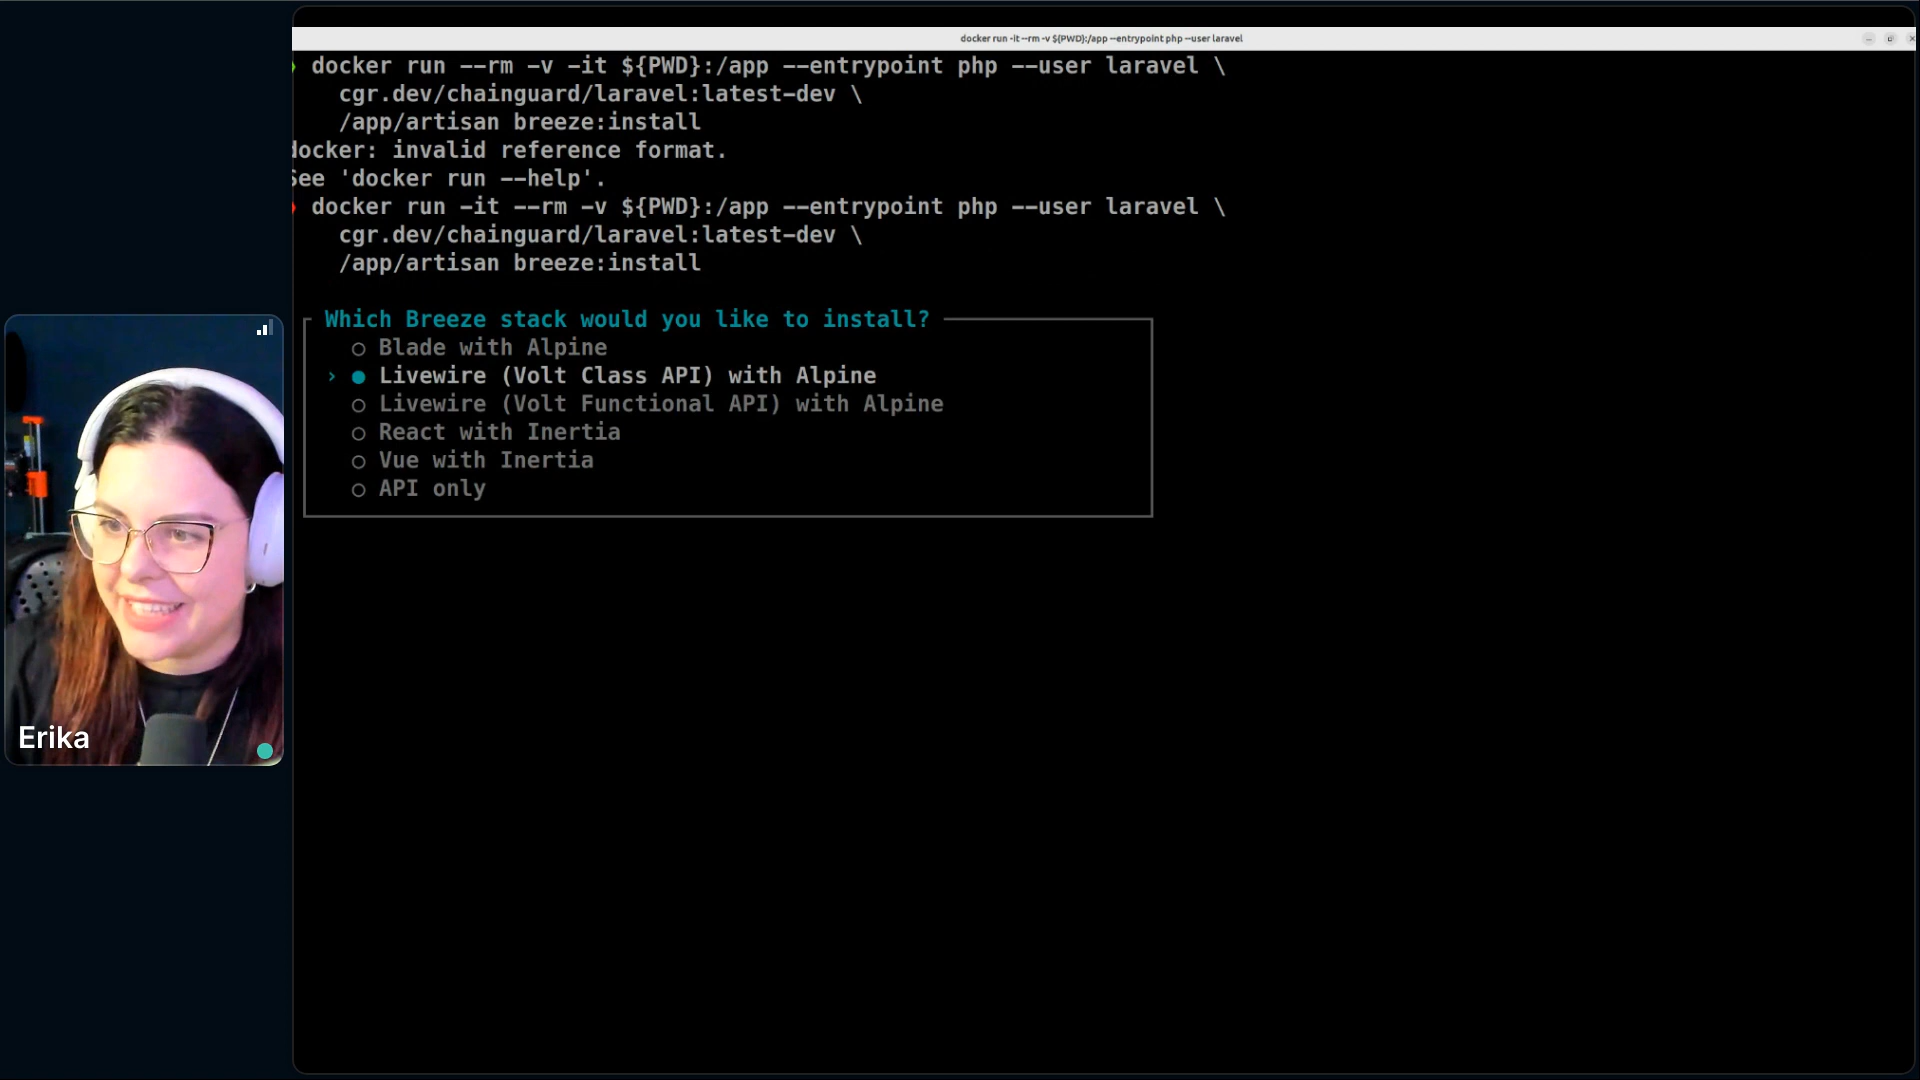 docker run -it --rm -v ${PWD}:/app --entrypoint php --user laravel
docker run --rm -v -it ${PWD}:/app --entrypoint php --user laravel \
cgr.dev/chainguard/laravel:latest-dev \
/app/artisan breeze:install
docker: invalid reference format.
See 'docker run --help'.
docker run -it --rm -v ${PWD}:/app --entrypoint php --user laravel \
cgr.dev/chainguard/laravel:latest-dev \
/app/artisan breeze:install
Which Breeze stack would you like to install?
○ Blade with Alpine
› ● Livewire (Volt Class API) with Alpine
○ Livewire (Volt Functional API) with Alpine
○ React with Inertia
○ Vue with Inertia
○ API only
Erika